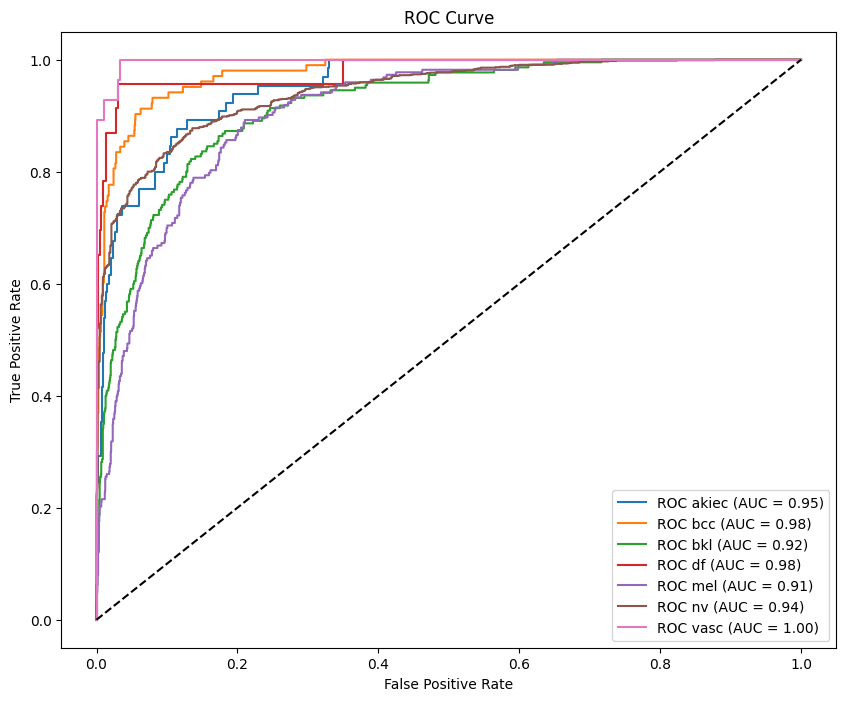 ROC Curve
True Positive Rate
1.0
0.8
0.6
0.4
0.2
0.0
ROC akiec (AUC = 0.95)
ROC bcc (AUC = 0.98)
ROC bkl (AUC = 0.92)
ROC df (AUC = 0.98)
ROC mel (AUC = 0.91)
ROC nv (AUC = 0.94)
ROC vasc (AUC = 1.00)
0.0 0.2 0.4 0.6 0.8 1.0
False Positive Rate